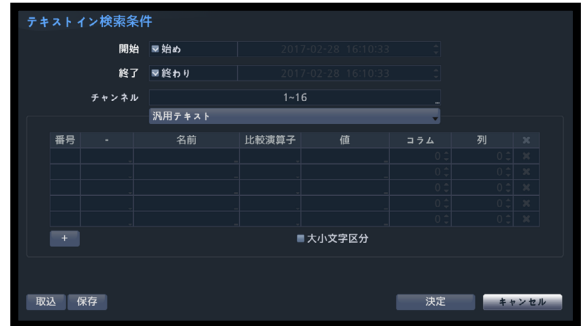 テキストイン検索条件
開始 始め 2017-02-28 16:10:33
終了 終わり 2017-02-28 16:10:33
チャンネル 1~16
汎用テキスト
番号 - 名前 比較演算子 値 コラム 列 ×
0 0 ×
0 0 ×
0 0 ×
0 0 ×
0 0 ×
+ 大小文字区分
取込 保存 決定 キャンセル